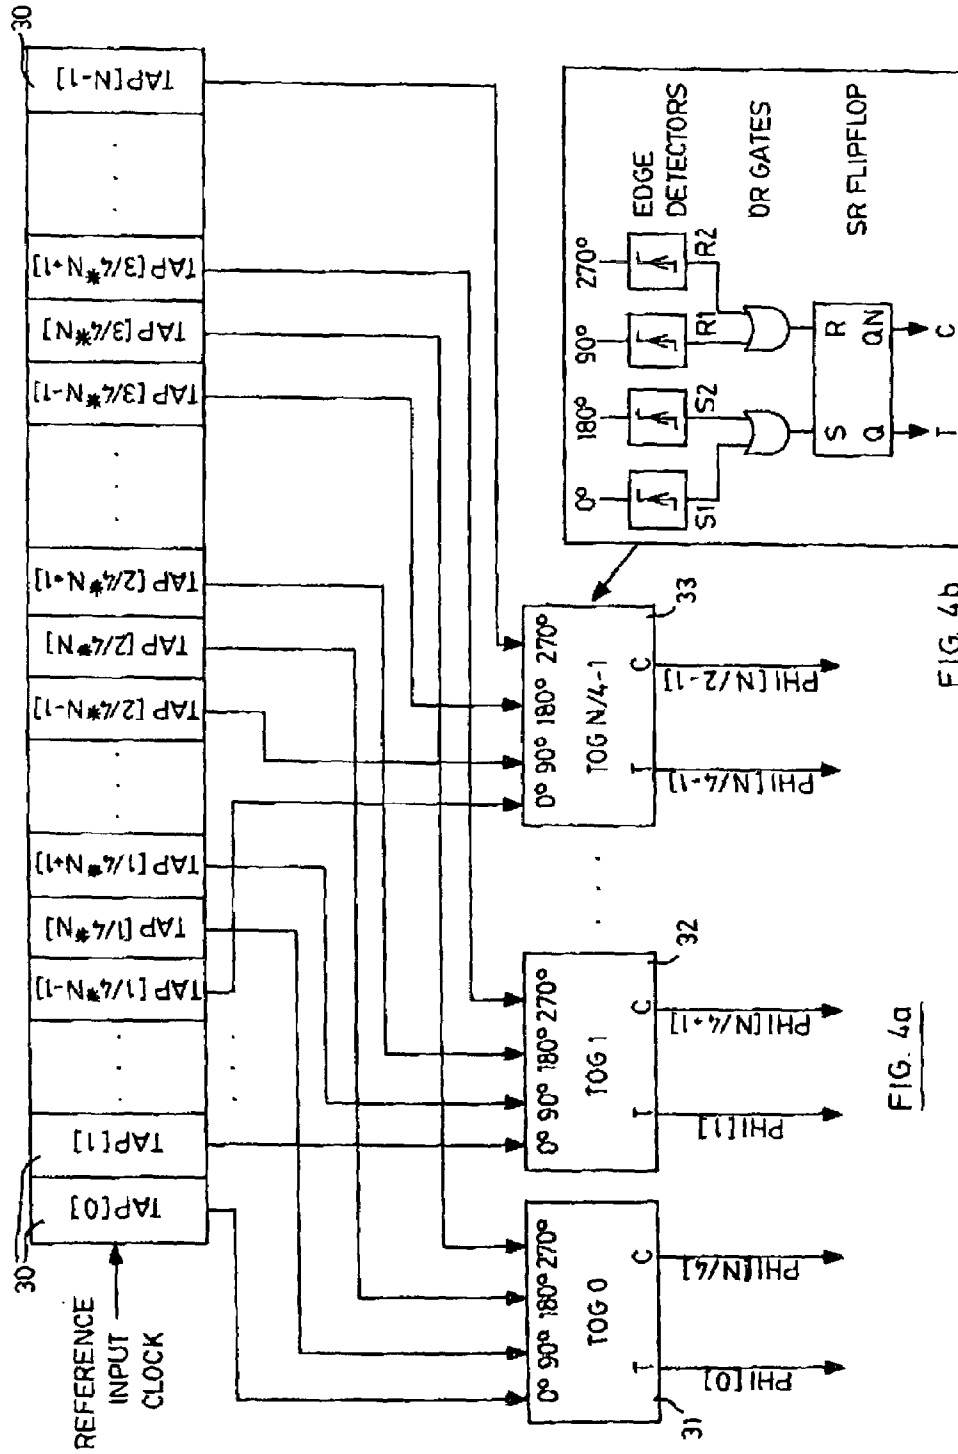 30
30
REFERENCE
INPUT
CLOCK
TAP[0]
TAP[1]
. . .
TAP[1/4*N-1]
TAP[1/4*N]
TAP[1/4*N+1]
. . .
TAP[2/4*N-1]
TAP[2/4*N]
TAP[2/4*N+1]
. . .
TAP[3/4*N-1]
TAP[3/4*N]
TAP[3/4*N+1]
. . .
TAP[N-1]
. . .
0° 90° 180° 270°
TOG 0
T C
31
PHI[0]
PHI[N/4]
0° 90° 180° 270°
TOG 1
T C
32
PHI[1]
PHI[N/4+1]
. . .
0° 90° 180° 270°
TOG N/4-1
T C
33
PHI[N/4-1]
PHI[N/2-1]
FIG. 4a
0° 180° 90° 270°
EDGE
DETECTORS
S1 S2 R1 R2
OR GATES
S R
Q QN
SR FLIPFLOP
T C
FIG. 4b